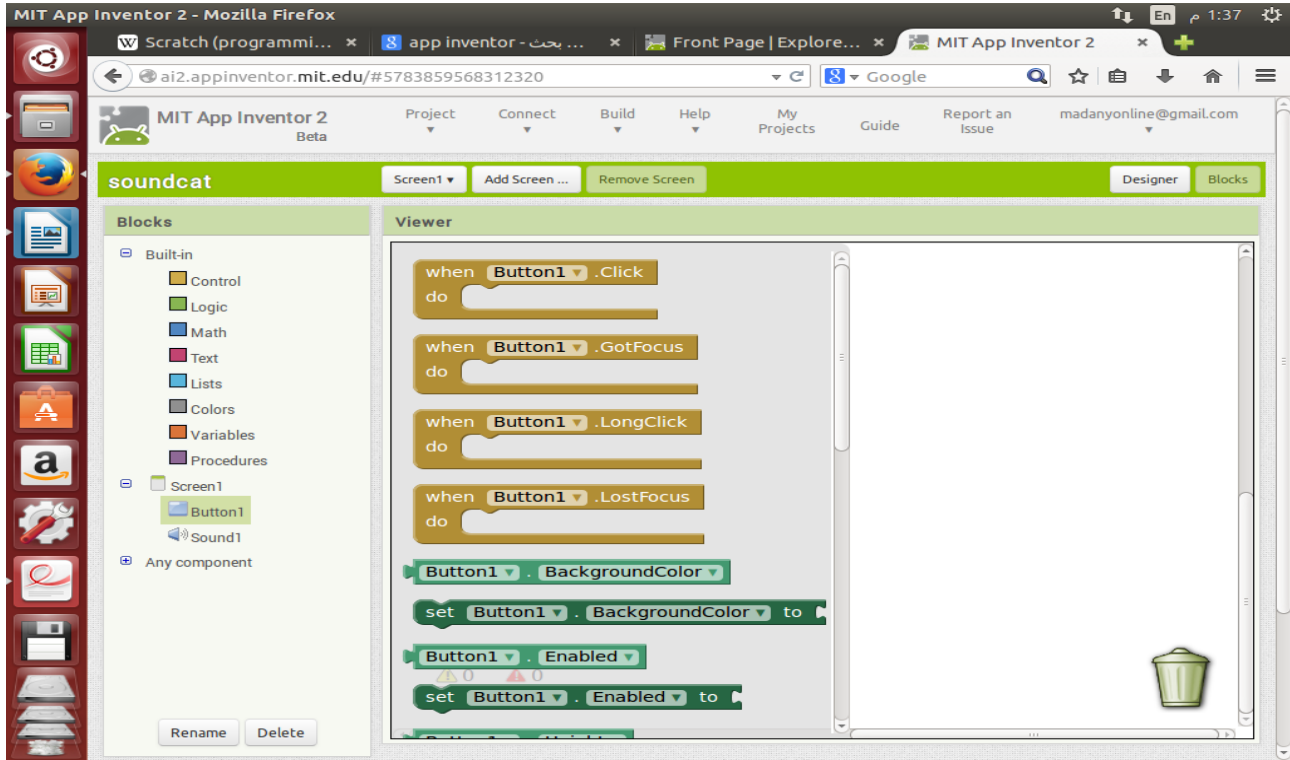 MIT App Inventor 2 - Mozilla Firefox
En
1:37 م
Scratch (programmi...
app inventor - بحث ...
Front Page | Explore...
MIT App Inventor 2
ai2.appinventor.mit.edu/#5783859568312320
Google
MIT App Inventor 2
Beta
Project
Connect
Build
Help
My Projects
Guide
Report an Issue
madanyonline@gmail.com
soundcat
Screen1
Add Screen ...
Remove Screen
Designer
Blocks
Blocks
Viewer
Built-in
Control
Logic
Math
Text
Lists
Colors
Variables
Procedures
Screen1
Button1
Sound1
Any component
Rename
Delete
when Button1 .Click
do
when Button1 .GotFocus
do
when Button1 .LongClick
do
when Button1 .LostFocus
do
Button1 . BackgroundColor
set Button1 . BackgroundColor to
Button1 . Enabled
0 0
set Button1 . Enabled to